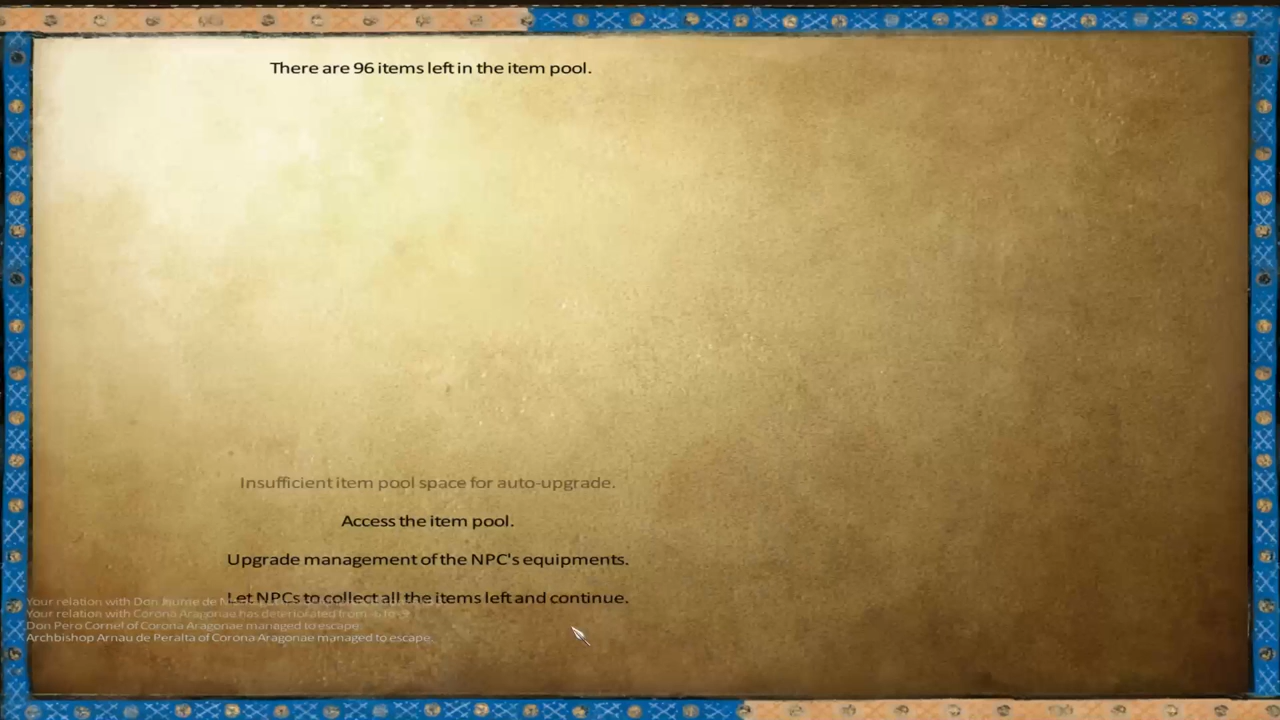 There are 96 items left in the item pool.
Insufficient item pool space for auto-upgrade.
Access the item pool.
Upgrade management of the NPC's equipments.
Let NPCs to collect all the items left and continue.
Your relation with Don Jaume de
Your relation with Corona Aragonae has deteriorated from
Don Pero Cornel of Corona Aragonae managed to escape.
Archbishop Arnau de Peralta of Corona Aragonae managed to escape.